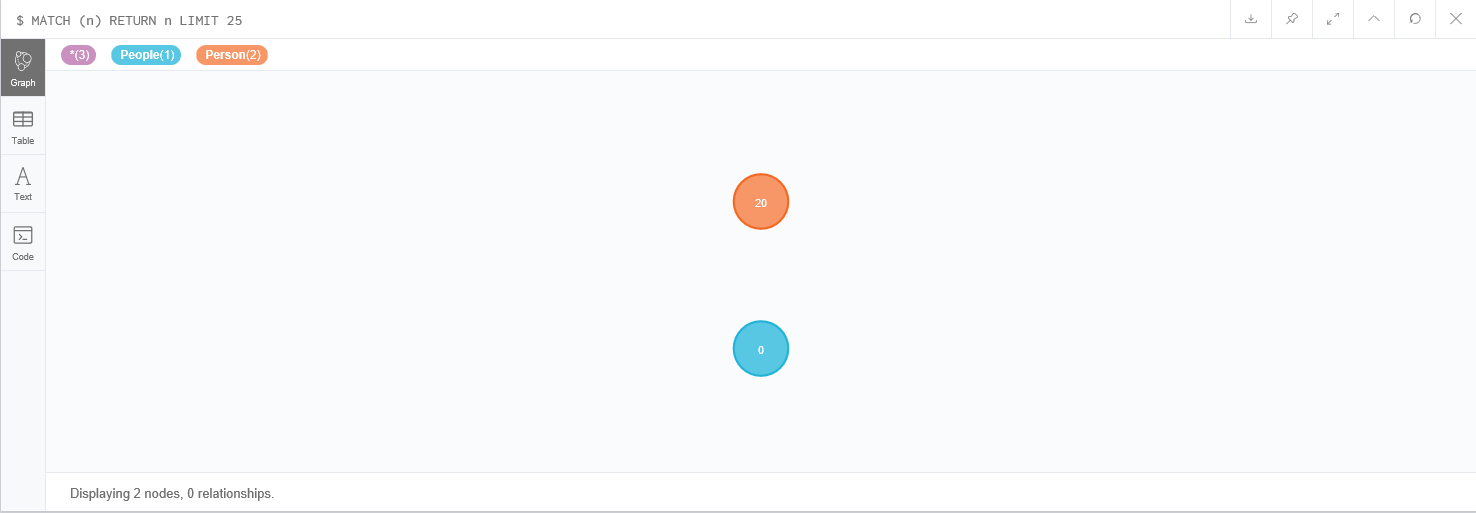 $ MATCH (n) RETURN n LIMIT 25
*(3) People(1) Person(2)
Graph
Table
Text
Code
20
0
Displaying 2 nodes, 0 relationships.